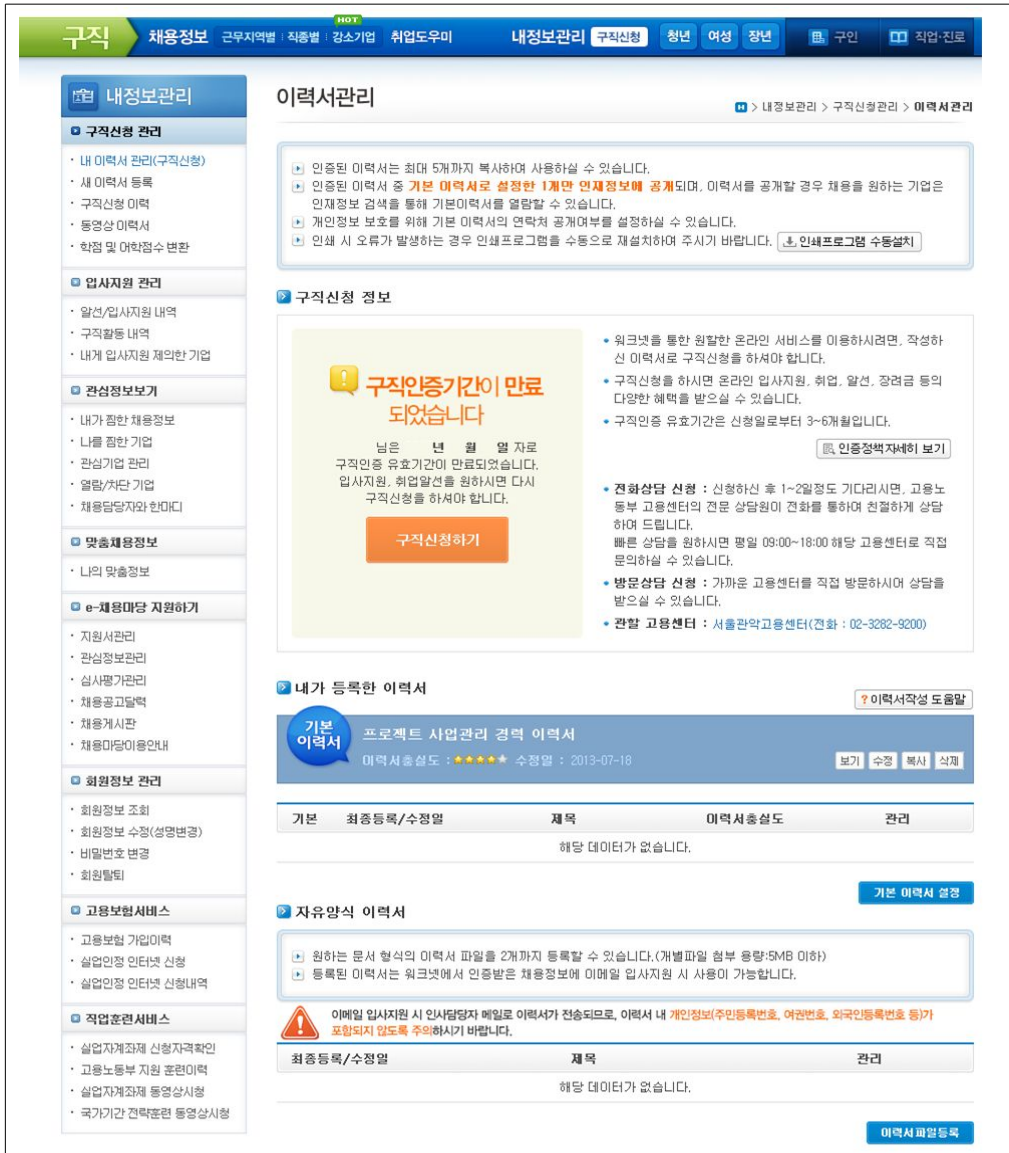 구직
채용정보 근무지역별 직종별 강소기업 HOT 취업도우미 내정보관리 구직신청 청년 여성 장년 구인 직업·진로
내정보관리
구직신청 관리
· 내 이력서 관리(구직신청)
· 새 이력서 등록
· 구직신청 이력
· 동영상 이력서
· 학점 및 어학점수 변환
입사지원 관리
· 알선/입사지원 내역
· 구직활동 내역
· 내게 입사지원 제의한 기업
관심정보보기
· 내가 찜한 채용정보
· 나를 찜한 기업
· 관심기업 관리
· 열람/차단 기업
· 채용담당자와 한마디
맞춤채용정보
· 나의 맞춤정보
e-채용마당 지원하기
· 지원서관리
· 관심정보관리
· 심사평가관리
· 채용공고달력
· 채용게시판
· 채용마당이용안내
회원정보 관리
· 회원정보 조회
· 회원정보 수정(성명변경)
· 비밀번호 변경
· 회원탈퇴
고용보험서비스
· 고용보험 가입이력
· 실업인정 인터넷 신청
· 실업인정 인터넷 신청내역
직업훈련서비스
· 실업자계좌제 신청자격확인
· 고용노동부 지원 훈련이력
· 실업자계좌제 동영상시청
· 국가기간 전략훈련 동영상시청
이력서관리
H > 내정보관리 > 구직신청관리 > 이력서관리
인증된 이력서는 최대 5개까지 복사하여 사용하실 수 있습니다.
인증된 이력서 중 기본 이력서로 설정한 1개만 인재정보에 공개되며, 이력서를 공개할 경우 채용을 원하는 기업은
인재정보 검색을 통해 기본이력서를 열람할 수 있습니다.
개인정보 보호를 위해 기본 이력서의 연락처 공개여부를 설정하실 수 있습니다.
인쇄 시 오류가 발생하는 경우 인쇄프로그램을 수동으로 재설치하여 주시기 바랍니다. 인쇄프로그램 수동설치
구직신청 정보
구직인증기간이 만료
되었습니다
님은 년 월 일 자로
구직인증 유효기간이 만료되었습니다.
입사지원, 취업알선을 원하시면 다시
구직신청을 하셔야 합니다.
구직신청하기
워크넷을 통한 원할한 온라인 서비스를 이용하시려면, 작성하
신 이력서로 구직신청을 하셔야 합니다.
구직신청을 하시면 온라인 입사지원, 취업, 알선, 장려금 등의
다양한 혜택을 받으실 수 있습니다.
구직인증 유효기간은 신청일로부터 3~6개월입니다.
인증정책자세히 보기
전화상담 신청 : 신청하신 후 1~2일정도 기다리시면, 고용노
동부 고용센터의 전문 상담원이 전화를 통하여 친절하게 상담
하여 드립니다.
빠른 상담을 원하시면 평일 09:00~18:00 해당 고용센터로 직접
문의하실 수 있습니다.
방문상담 신청 : 가까운 고용센터를 직접 방문하시어 상담을
받으실 수 있습니다.
관할 고용센터 : 서울관악고용센터(전화 : 02-3282-9200)
내가 등록한 이력서
? 이력서작성 도움말
기본
이력서
프로젝트 사업관리 경력 이력서
이력서충실도 : ★★★★★ 수정일 : 2013-07-18
보기 수정 복사 삭제
기본 최종등록/수정일 제목 이력서충실도 관리
해당 데이터가 없습니다.
기본 이력서 설정
자유양식 이력서
원하는 문서 형식의 이력서 파일을 2개까지 등록할 수 있습니다.(개별파일 첨부 용량:5MB 이하)
등록된 이력서는 워크넷에서 인증받은 채용정보에 이메일 입사지원 시 사용이 가능합니다.
이메일 입사지원 시 인사담당자 메일로 이력서가 전송되므로, 이력서 내 개인정보(주민등록번호, 여권번호, 외국인등록번호 등)가
포함되지 않도록 주의하시기 바랍니다.
최종등록/수정일 제목 관리
해당 데이터가 없습니다.
이력서파일등록